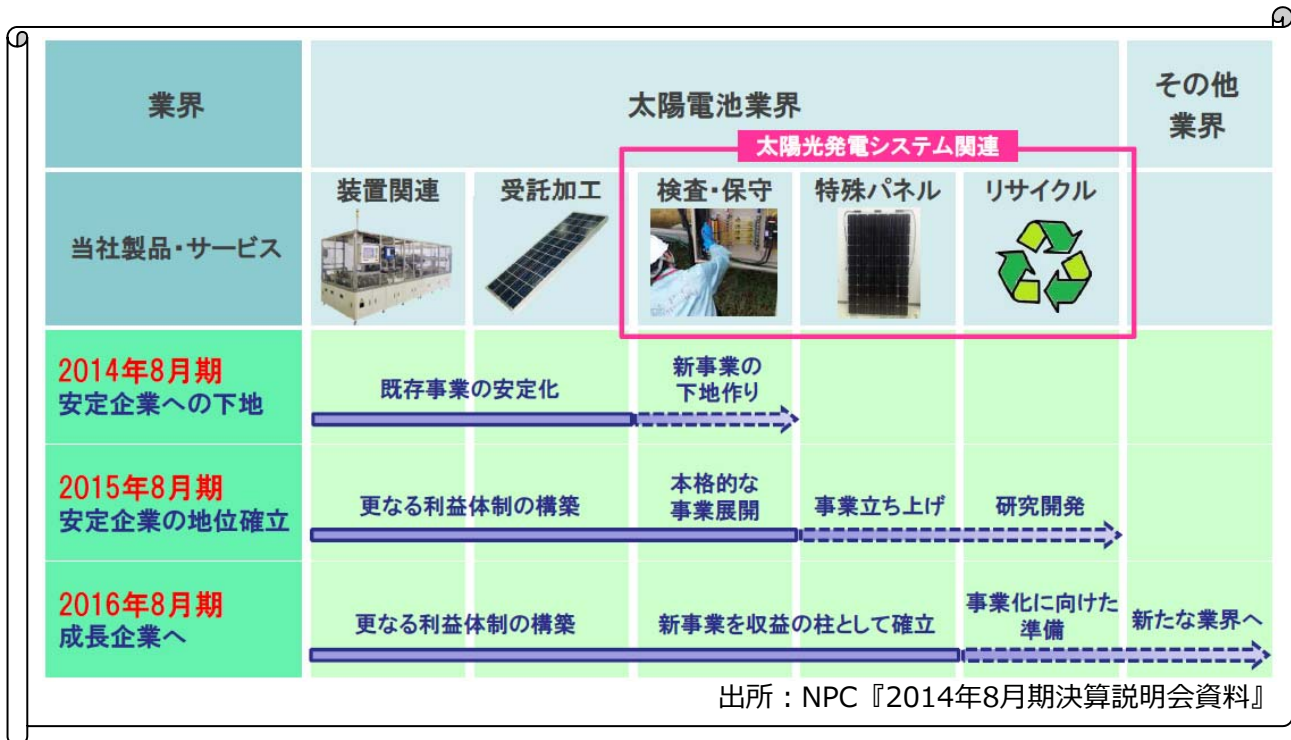 業界
太陽電池業界
その他
業界
太陽光発電システム関連
当社製品・サービス
装置関連
受託加工
検査・保守
特殊パネル
リサイクル
2014年8月期
安定企業への下地
既存事業の安定化
新事業の
下地作り
2015年8月期
安定企業の地位確立
更なる利益体制の構築
本格的な
事業展開
事業立ち上げ
研究開発
2016年8月期
成長企業へ
更なる利益体制の構築
新事業を収益の柱として確立
事業化に向けた
準備
新たな業界へ
出所：NPC『2014年8月期決算説明会資料』